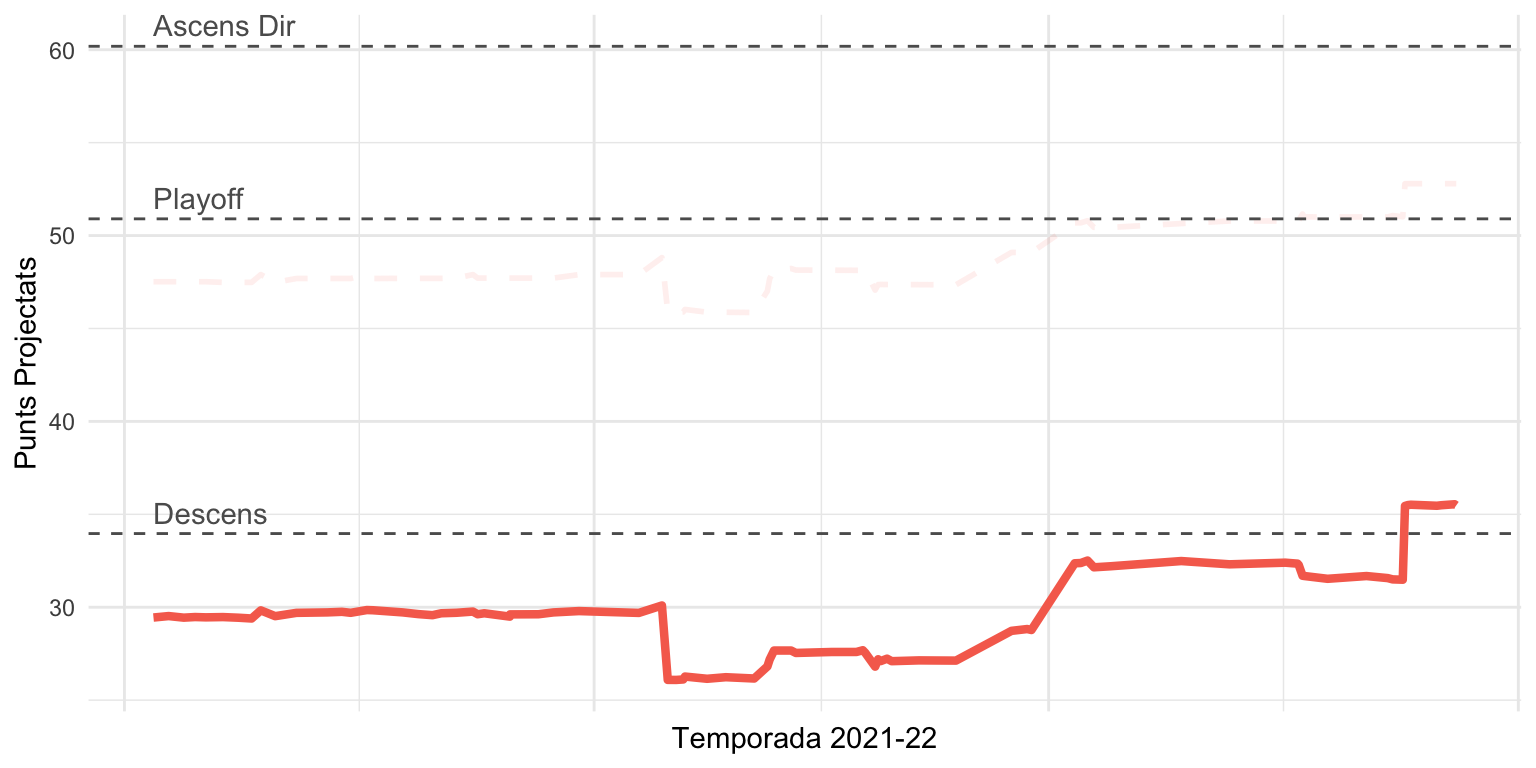 Ascens Dir
60
Playoff
50
40
Descens
30
Punts Projectats
Temporada 2021-22